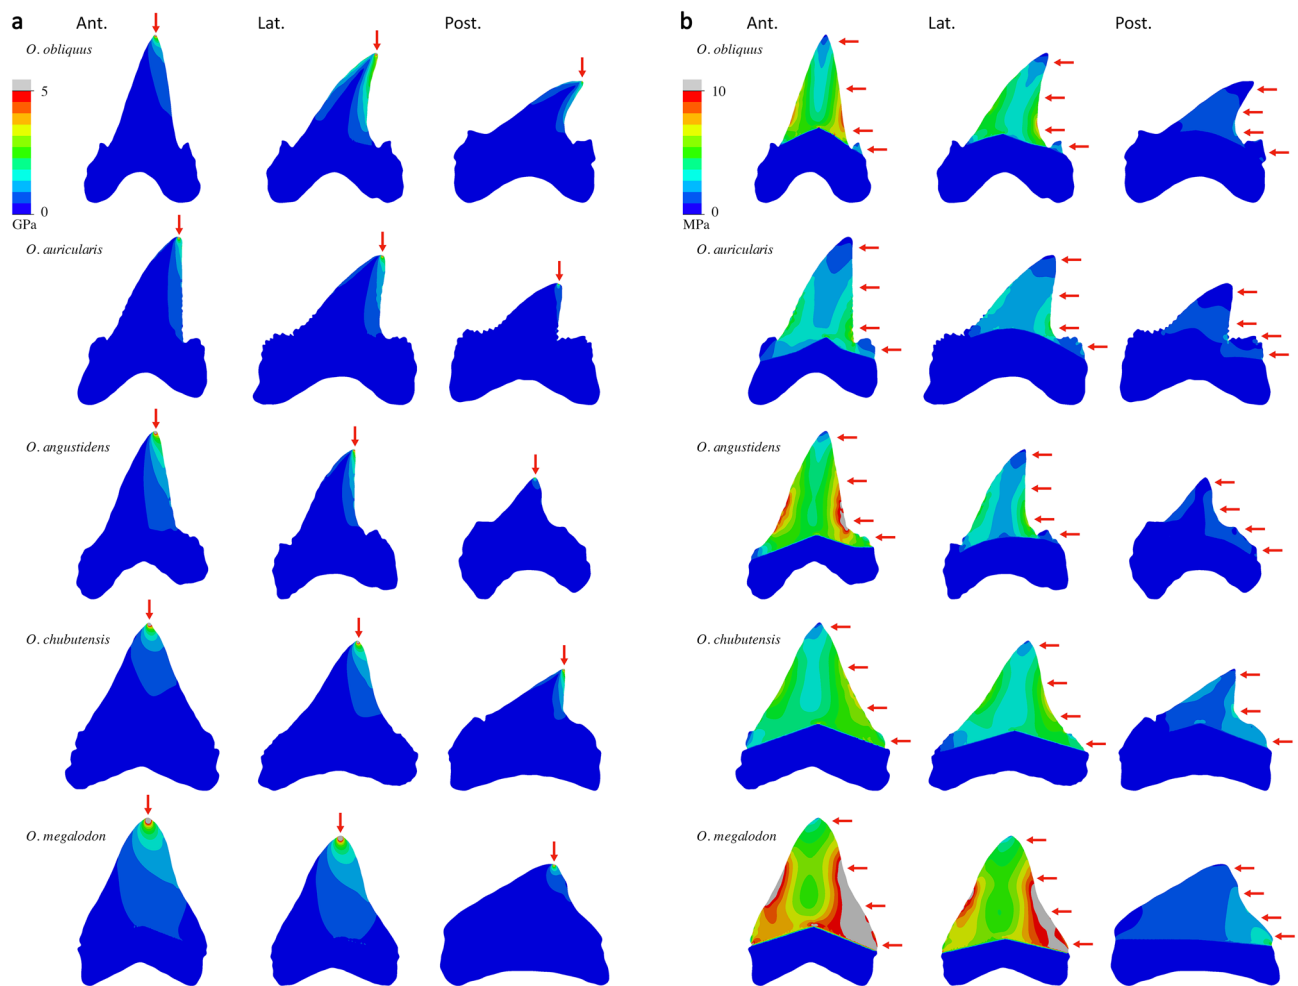 a Ant. Lat. Post.
O. obliquus
5
0
GPa
O. auricularis
O. angustidens
O. chubutensis
O. megalodon
b Ant. Lat. Post.
O. obliquus
10
0
MPa
O. auricularis
O. angustidens
O. chubutensis
O. megalodon